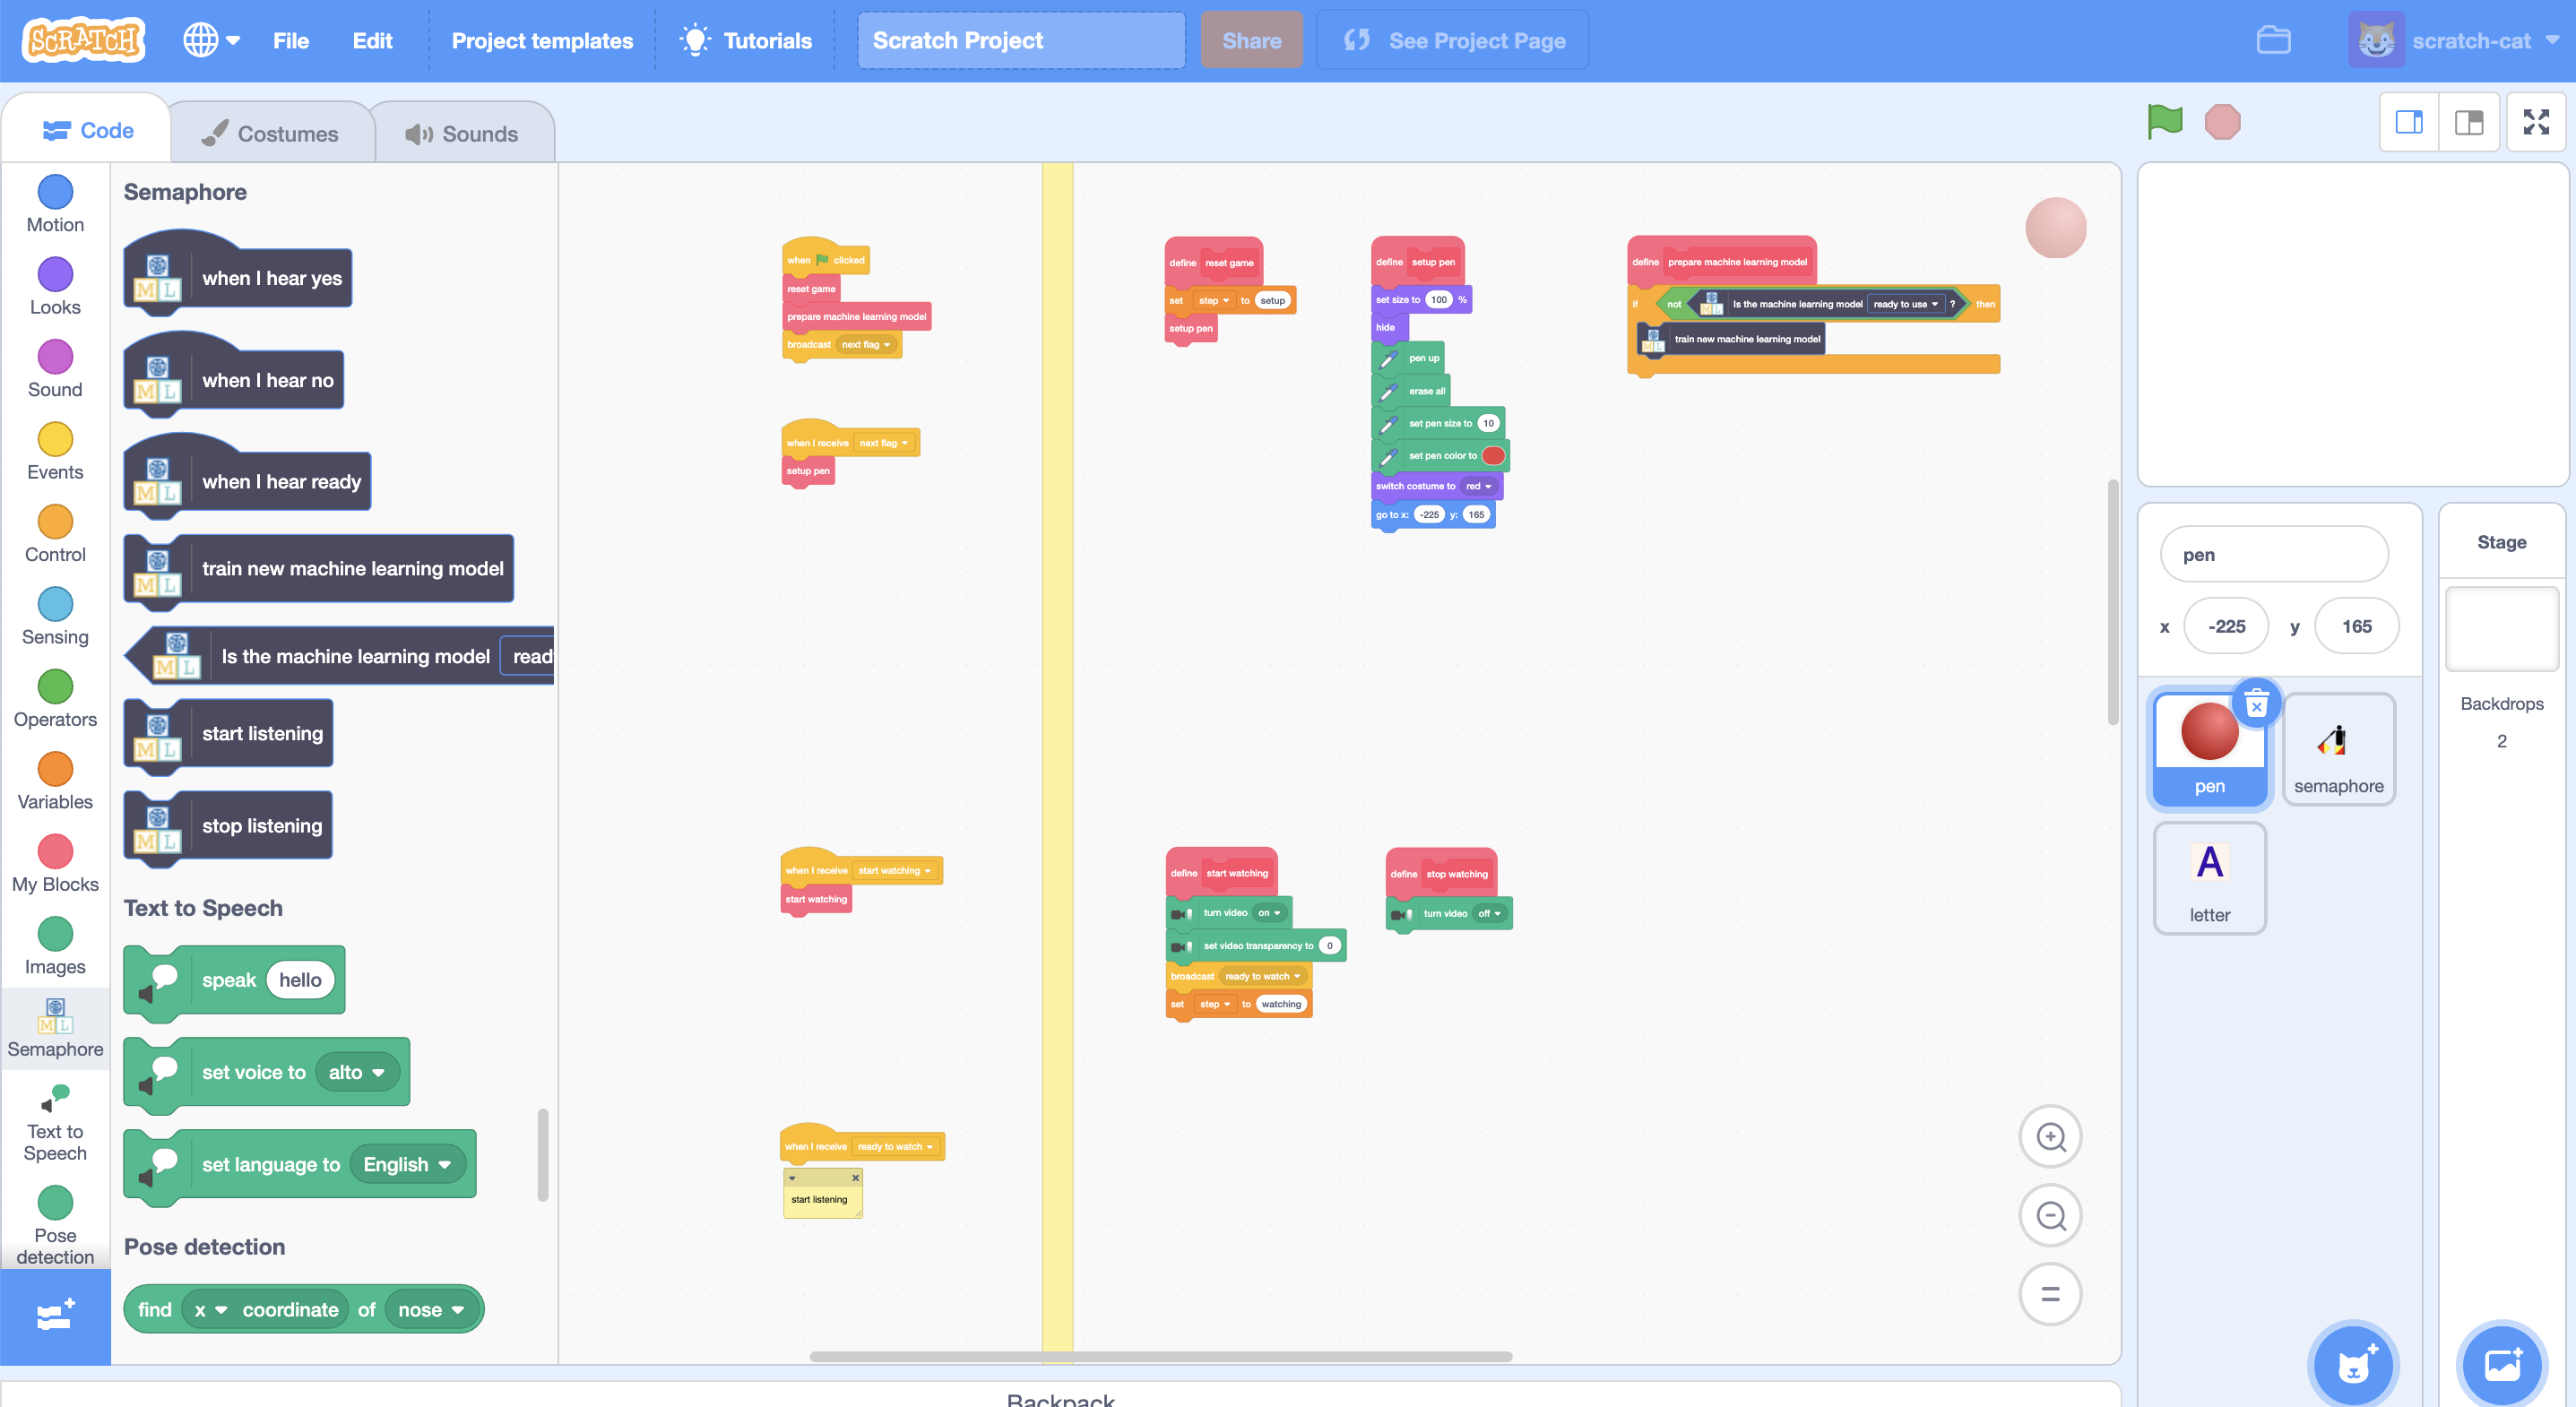 SCRATCH File Edit Project templates Tutorials Scratch Project Share See Project Page scratch-cat
Code Costumes Sounds
Motion
Looks
Sound
Events
Control
Sensing
Operators
Variables
My Blocks
Images
Semaphore
Text to
Speech
Pose
detection
Semaphore
M L when I hear yes
M L when I hear no
M L when I hear ready
M L train new machine learning model
M L Is the machine learning model read
M L start listening
M L stop listening
Text to Speech
speak hello
set voice to alto
set language to English
Pose detection
find x coordinate of nose
when clicked
reset game
prepare machine learning model
broadcast next flag
when I receive next flag
setup pen
when I receive start watching
start watching
when I receive ready to watch
start listening
define reset game
set step to setup
setup pen
define setup pen
set size to 100 %
hide
pen up
erase all
set pen size to 10
set pen color to
switch costume to red
go to x: -225 y: 165
define prepare machine learning model
if not M L Is the machine learning model ready to use ? then
M L train new machine learning model
define start watching
turn video on
set video transparency to 0
broadcast ready to watch
set step to watching
define stop watching
turn video off
=
pen
x -225 y 165
pen
semaphore
A
letter
Stage
Backdrops
2
Backpack